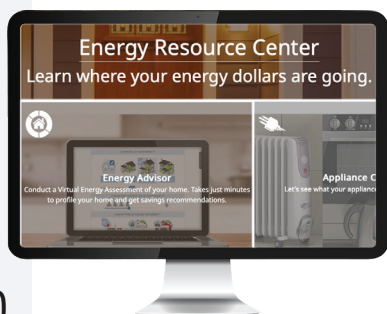 Energy Resource Center
Learn where your energy dollars are going.
Energy Advisor
Conduct a Virtual Energy Assessment of your home. Takes just minutes
to profile your home and get savings recommendations.
Appliance C
Let's see what your applianc